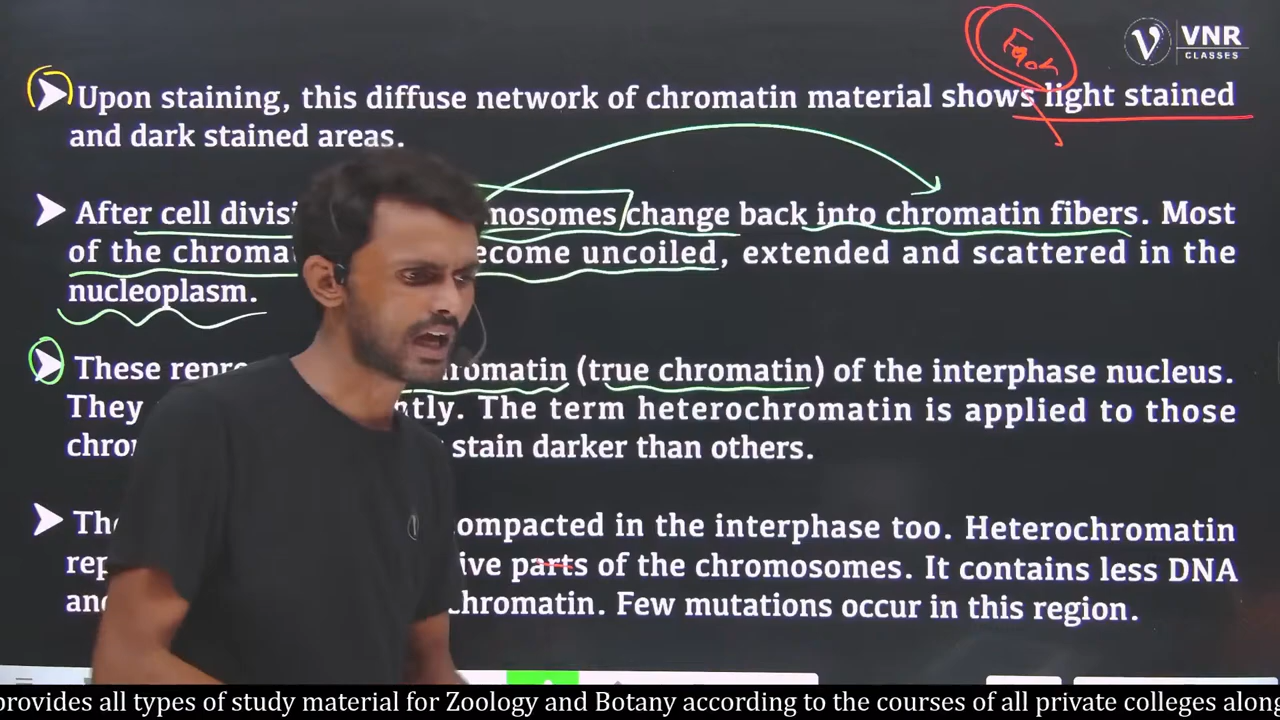 VNR
CLASSES
Upon staining, this diffuse network of chromatin material shows light stained
and dark stained areas.
After cell divisi nosomes change back into chromatin fibers. Most
of the chroma ecome uncoiled, extended and scattered in the
nucleoplasm.
These repre romatin (true chromatin) of the interphase nucleus.
They ntly. The term heterochromatin is applied to those
chro stain darker than others.
The ompacted in the interphase too. Heterochromatin
rep ive parts of the chromosomes. It contains less DNA
and chromatin. Few mutations occur in this region.
provides all types of study material for Zoology and Botany according to the courses of all private colleges along